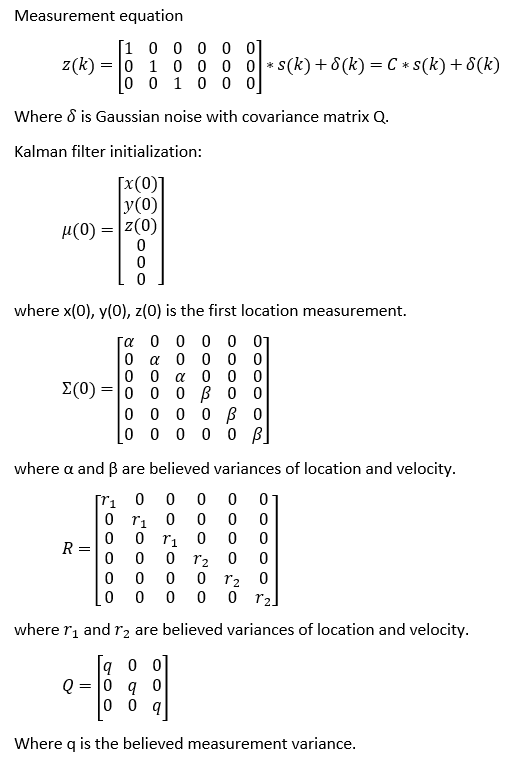 Measurement equation
z(k) = [1 0 0 0 0 0
0 1 0 0 0 0
0 0 1 0 0 0] * s(k) + δ(k) = C * s(k) + δ(k)
Where δ is Gaussian noise with covariance matrix Q.
Kalman filter initialization:
μ(0) = [x(0)
y(0)
z(0)
0
0
0]
where x(0), y(0), z(0) is the first location measurement.
Σ(0) = [α 0 0 0 0 0
0 α 0 0 0 0
0 0 α 0 0 0
0 0 0 β 0 0
0 0 0 0 β 0
0 0 0 0 0 β]
where α and β are believed variances of location and velocity.
R = [r₁ 0 0 0 0 0
0 r₁ 0 0 0 0
0 0 r₁ 0 0 0
0 0 0 r₂ 0 0
0 0 0 0 r₂ 0
0 0 0 0 0 r₂]
where r₁ and r₂ are believed variances of location and velocity.
Q = [q 0 0
0 q 0
0 0 q]
Where q is the believed measurement variance.